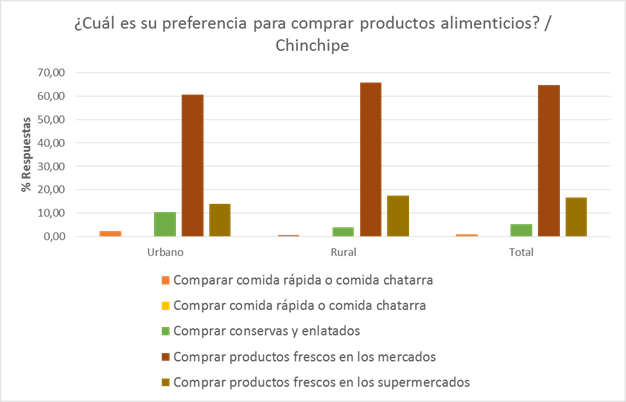 ¿Cuál es su preferencia para comprar productos alimenticios? /
Chinchipe
% Respuestas
70,00
60,00
50,00
40,00
30,00
20,00
10,00
0,00
Urbano
Rural
Total
Comparar comida rápida o comida chatarra
Comprar comida rápida o comida chatarra
Comprar conservas y enlatados
Comprar productos frescos en los mercados
Comprar productos frescos en los supermercados